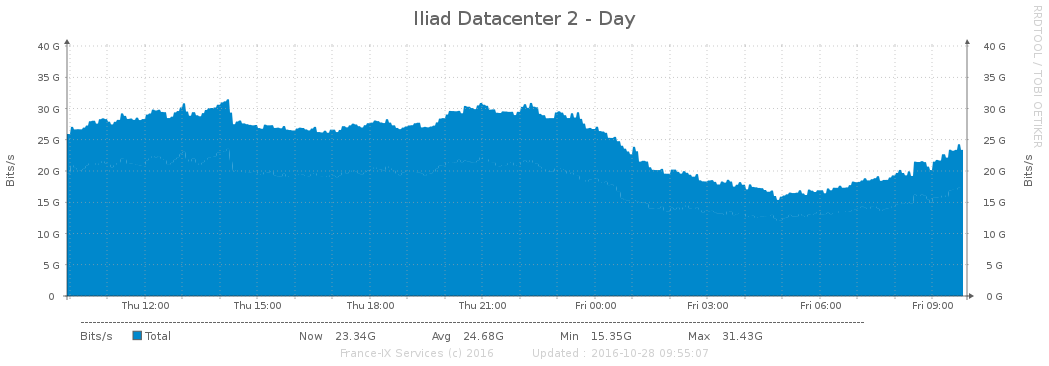 Iliad Datacenter 2 - Day
RRDTOOL / TOBI OETIKER
40 G 40 G
35 G 35 G
30 G 30 G
25 G 25 G
20 G 20 G
15 G 15 G
10 G 10 G
5 G 5 G
0 0 G
Bits/s Bits/s
Thu 12:00 Thu 15:00 Thu 18:00 Thu 21:00 Fri 00:00 Fri 03:00 Fri 06:00 Fri 09:00
Bits/s Total Now 23.34G Avg 24.68G Min 15.35G Max 31.43G
France-IX Services (c) 2016 Updated : 2016-10-28 09:55:07